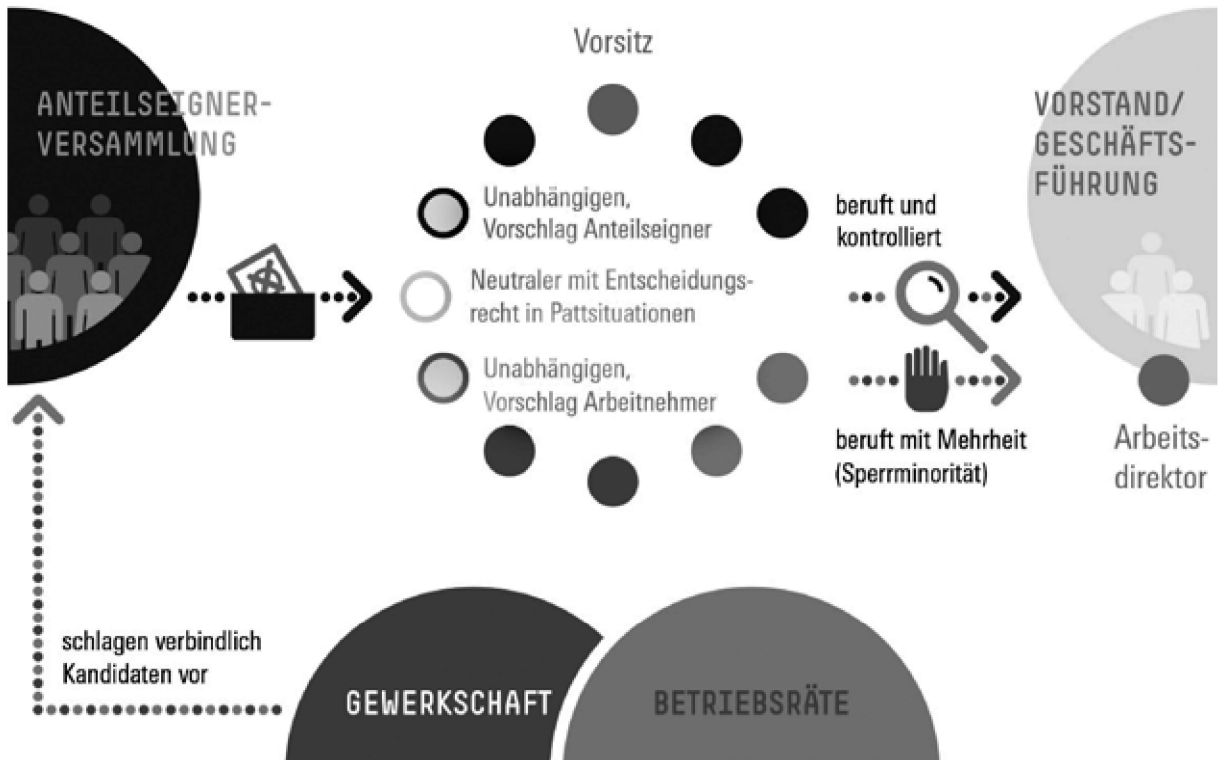 Vorsitz
ANTEILSEIGNER-
VERSAMMLUNG
VORSTAND/
GESCHÄFTS-
FÜHRUNG
Unabhängigen,
Vorschlag Anteilseigner
beruft und
kontrolliert
Neutraler mit Entscheidungs-
recht in Pattsituationen
Unabhängigen,
Vorschlag Arbeitnehmer
beruft mit Mehrheit
(Sperrminorität)
Arbeits-
direktor
schlagen verbindlich
Kandidaten vor
GEWERKSCHAFT
BETRIEBSRÄTE